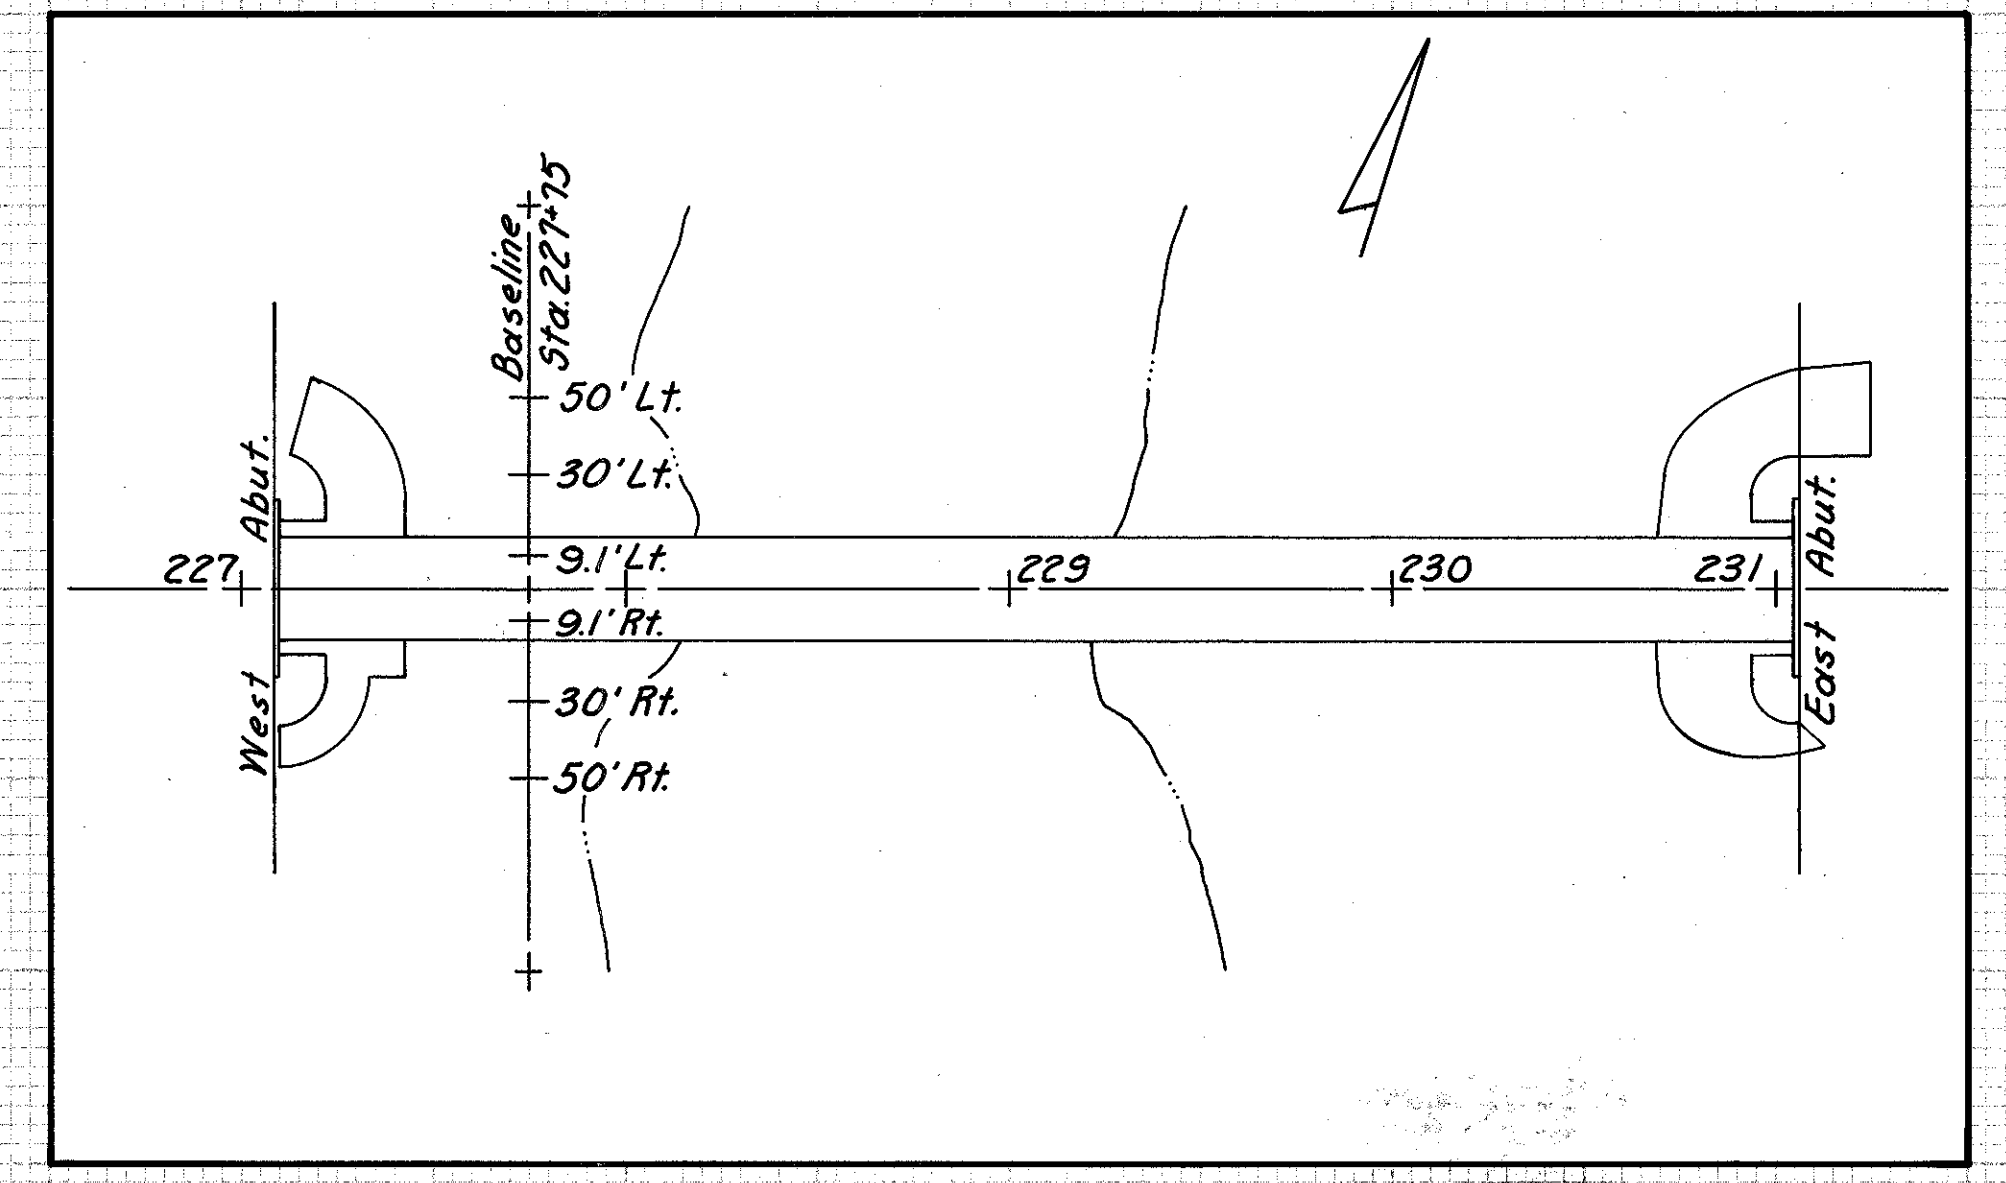 Baseline
Sta. 227+75
50' Lt.
30' Lt.
9.1' Lt.
9.1' Rt.
30' Rt.
50' Rt.
West Abut.
227
229
230
231
East Abut.